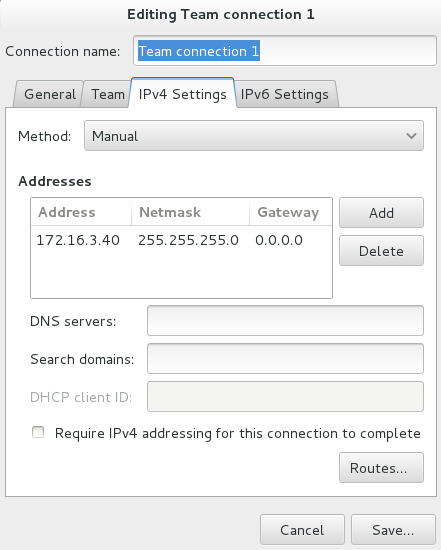 Editing Team connection 1
Connection name: Team connection 1
General Team IPv4 Settings IPv6 Settings
Method: Manual
Addresses
Address Netmask Gateway
172.16.3.40 255.255.255.0 0.0.0.0
Add
Delete
DNS servers:
Search domains:
DHCP client ID:
Require IPv4 addressing for this connection to complete
Routes...
Cancel Save...